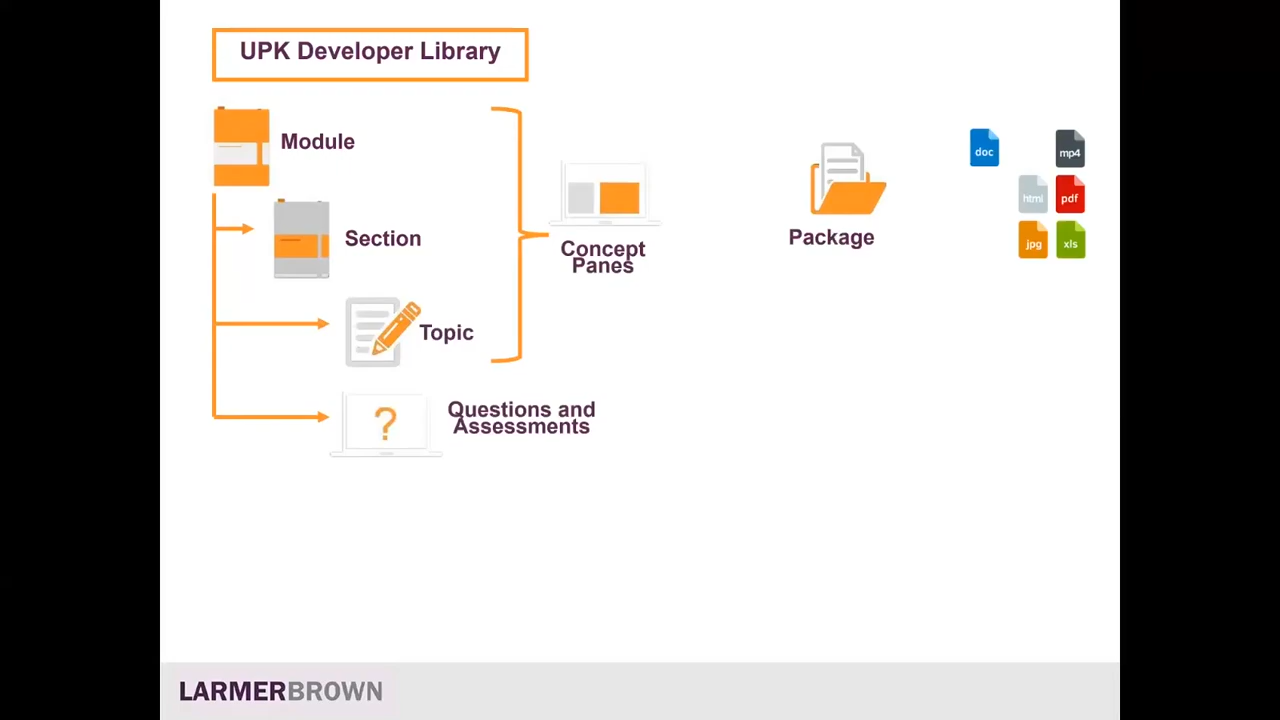 UPK Developer Library
Module
Section
Topic
Questions and
Assessments
Concept
Panes
Package
doc
mp4
html
pdf
jpg
xls
?
LARMERBROWN